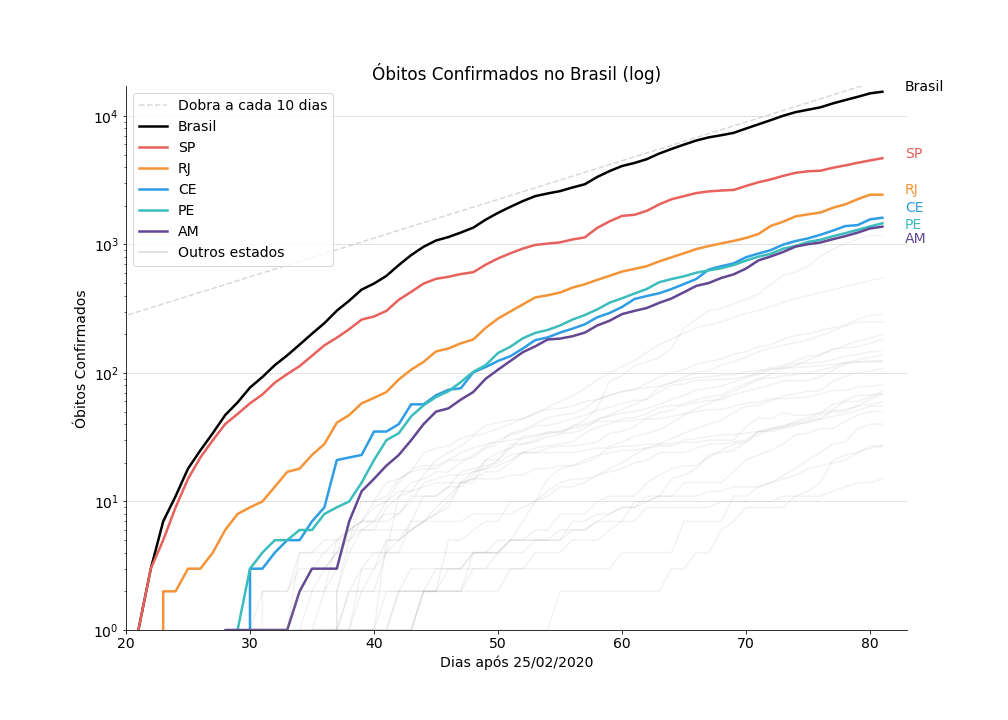 Óbitos Confirmados no Brasil (log)
Dobra a cada 10 dias
Brasil
SP
RJ
CE
PE
AM
Outros estados
Brasil
SP
RJ
CE
PE
AM
Óbitos Confirmados
10⁴
10³
10²
10¹
10⁰
20 30 40 50 60 70 80
Dias após 25/02/2020